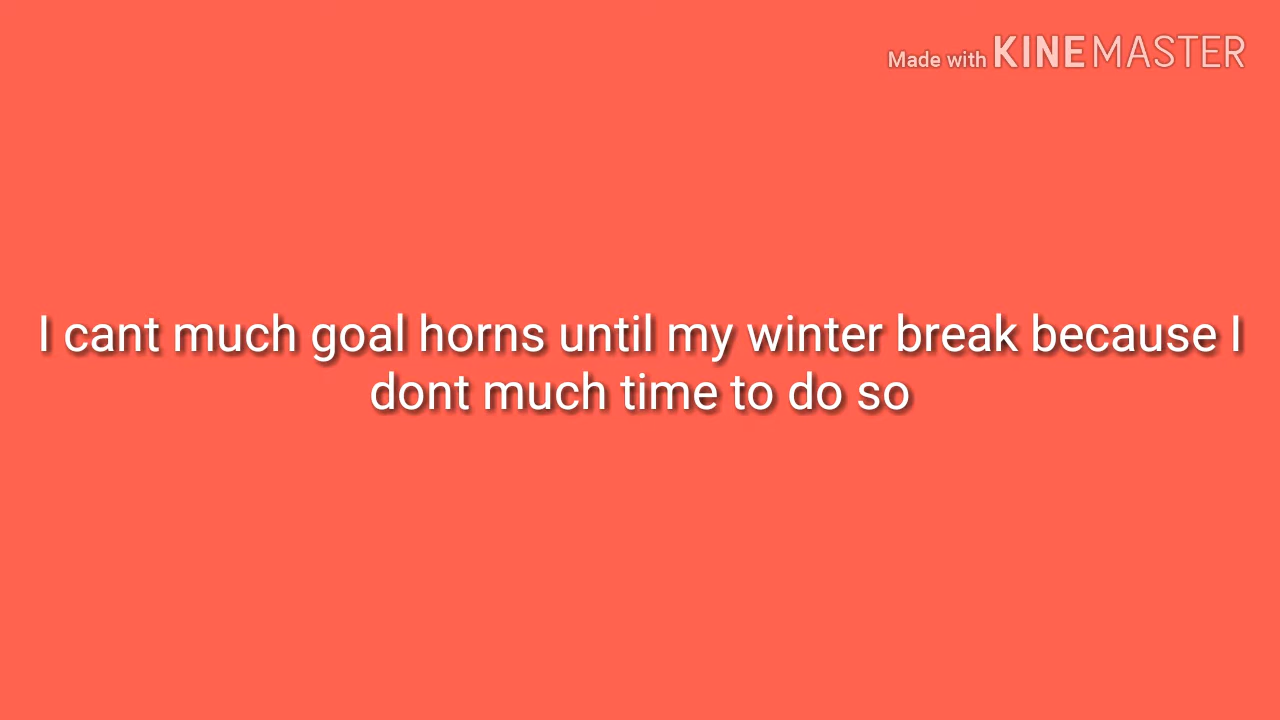 Made with KINEMASTER
I cant much goal horns until my winter break because I
dont much time to do so